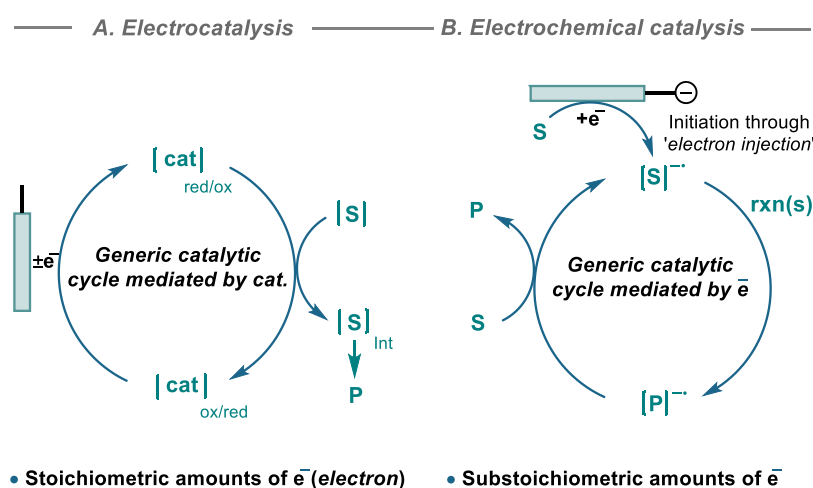 A. Electrocatalysis
B. Electrochemical catalysis
S
+e⁻
−
Initiation through
'electron injection'
[cat]
red/ox
[S]
±e⁻
Generic catalytic
cycle mediated by cat.
[S]
Int
P
[cat]
ox/red
[S]⁻•
rxn(s)
P
Generic catalytic
cycle mediated by e⁻
S
[P]⁻•
• Stoichiometric amounts of e⁻(electron)
• Substoichiometric amounts of e⁻